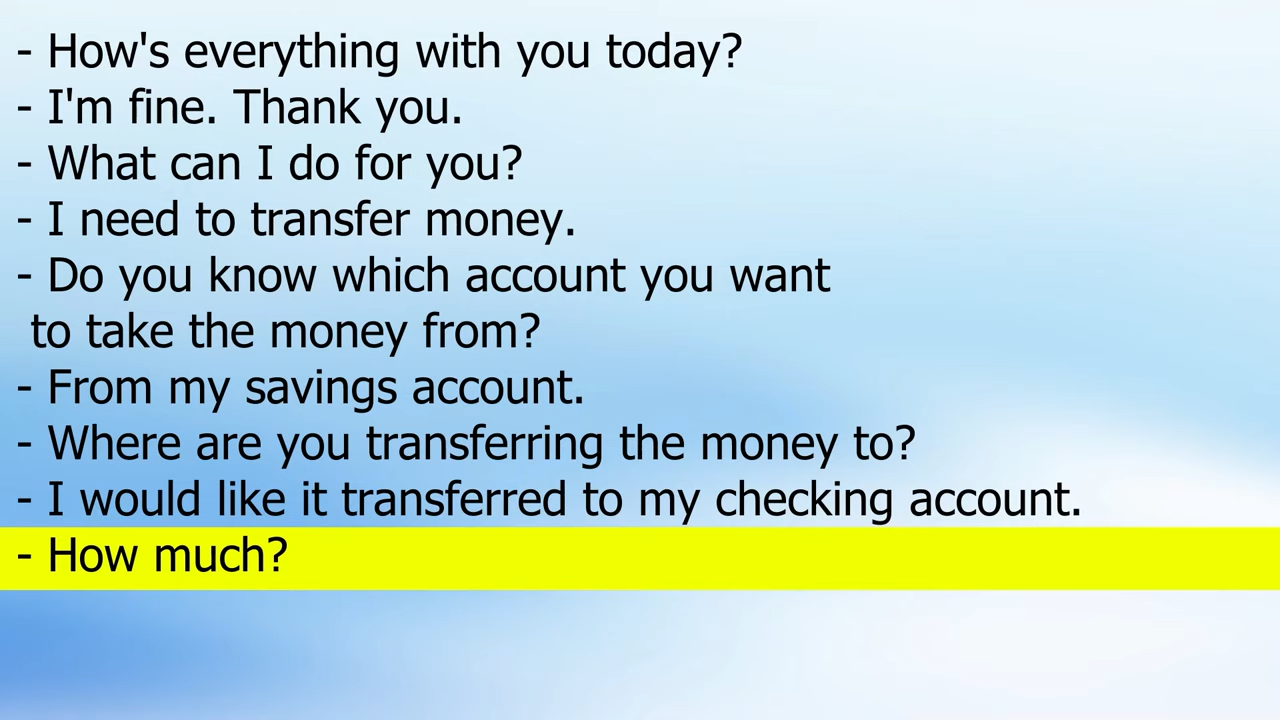 - How's everything with you today?
- I'm fine. Thank you.
- What can I do for you?
- I need to transfer money.
- Do you know which account you want
to take the money from?
- From my savings account.
- Where are you transferring the money to?
- I would like it transferred to my checking account.
- How much?